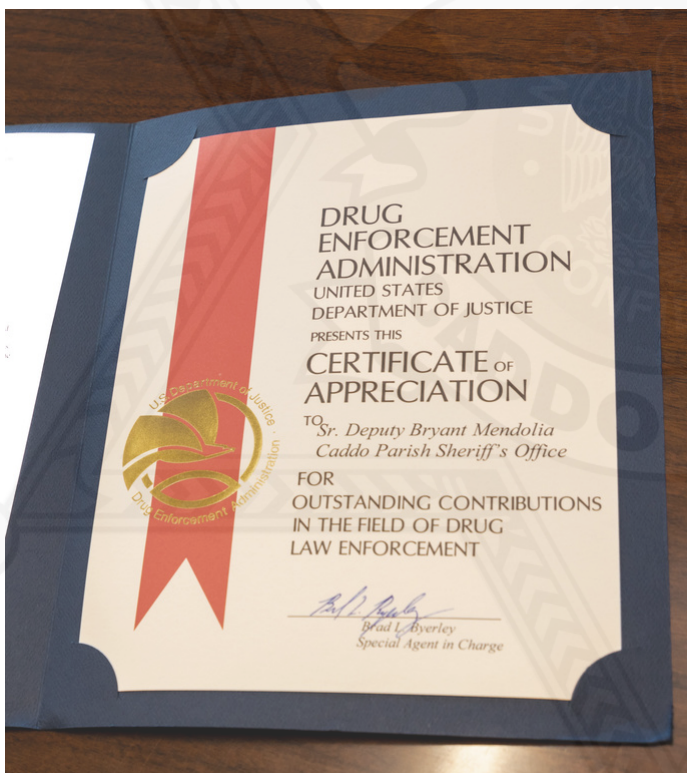 DRUG
ENFORCEMENT
ADMINISTRATION
UNITED STATES
DEPARTMENT OF JUSTICE
PRESENTS THIS
CERTIFICATE OF
APPRECIATION
TO
Sr. Deputy Bryant Mendolia
Caddo Parish Sheriff's Office
FOR
OUTSTANDING CONTRIBUTIONS
IN THE FIELD OF DRUG
LAW ENFORCEMENT
U.S. Department of Justice
Drug Enforcement Administration
Brad L. Byerley
Special Agent in Charge
CADDO